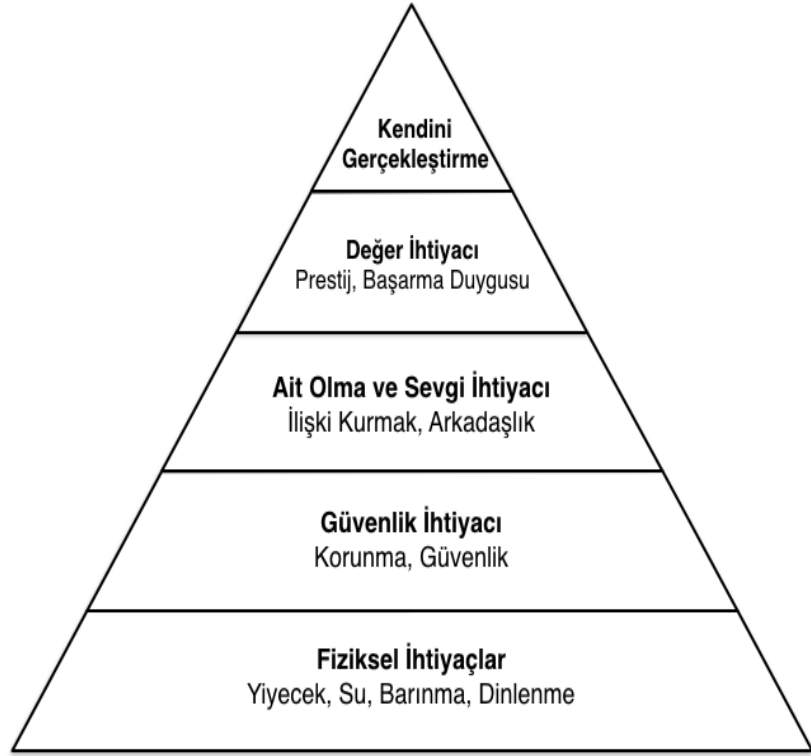 Kendini
Gerçekleştirme
Değer İhtiyacı
Prestij, Başarma Duygusu
Ait Olma ve Sevgi İhtiyacı
İlişki Kurmak, Arkadaşlık
Güvenlik İhtiyacı
Korunma, Güvenlik
Fiziksel İhtiyaçlar
Yiyecek, Su, Barınma, Dinlenme